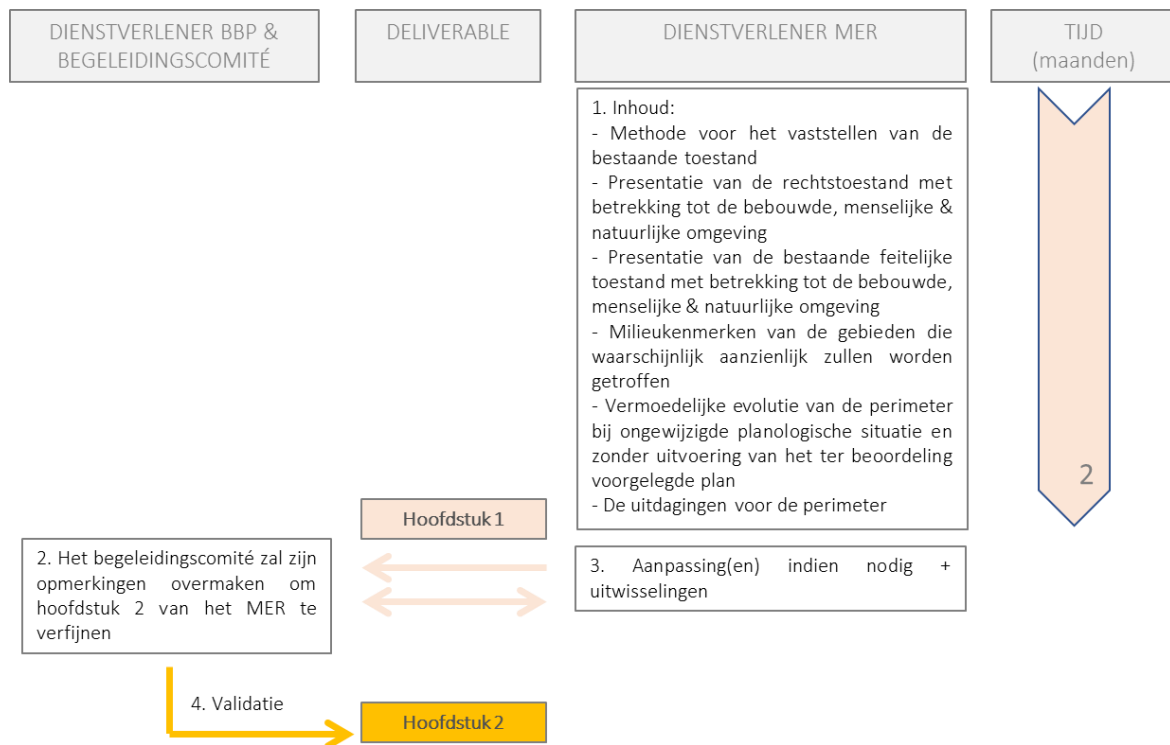 DIENSTVERLENER BBP &
BEGELEIDINGSCOMITÉ
DELIVERABLE
DIENSTVERLENER MER
TIJD
(maanden)
1. Inhoud:
- Methode voor het vaststellen van de
bestaande toestand
- Presentatie van de rechtstoestand met
betrekking tot de bebouwde, menselijke &
natuurlijke omgeving
- Presentatie van de bestaande feitelijke
toestand met betrekking tot de bebouwde,
menselijke & natuurlijke omgeving
- Milieukenmerken van de gebieden die
waarschijnlijk aanzienlijk zullen worden
getroffen
- Vermoedelijke evolutie van de perimeter
bij ongewijzigde planologische situatie en
zonder uitvoering van het ter beoordeling
voorgelegde plan
- De uitdagingen voor de perimeter
2
Hoofdstuk 1
2. Het begeleidingscomité zal zijn
opmerkingen overmaken om
hoofdstuk 2 van het MER te
verfijnen
3. Aanpassing(en) indien nodig +
uitwisselingen
4. Validatie
Hoofdstuk 2